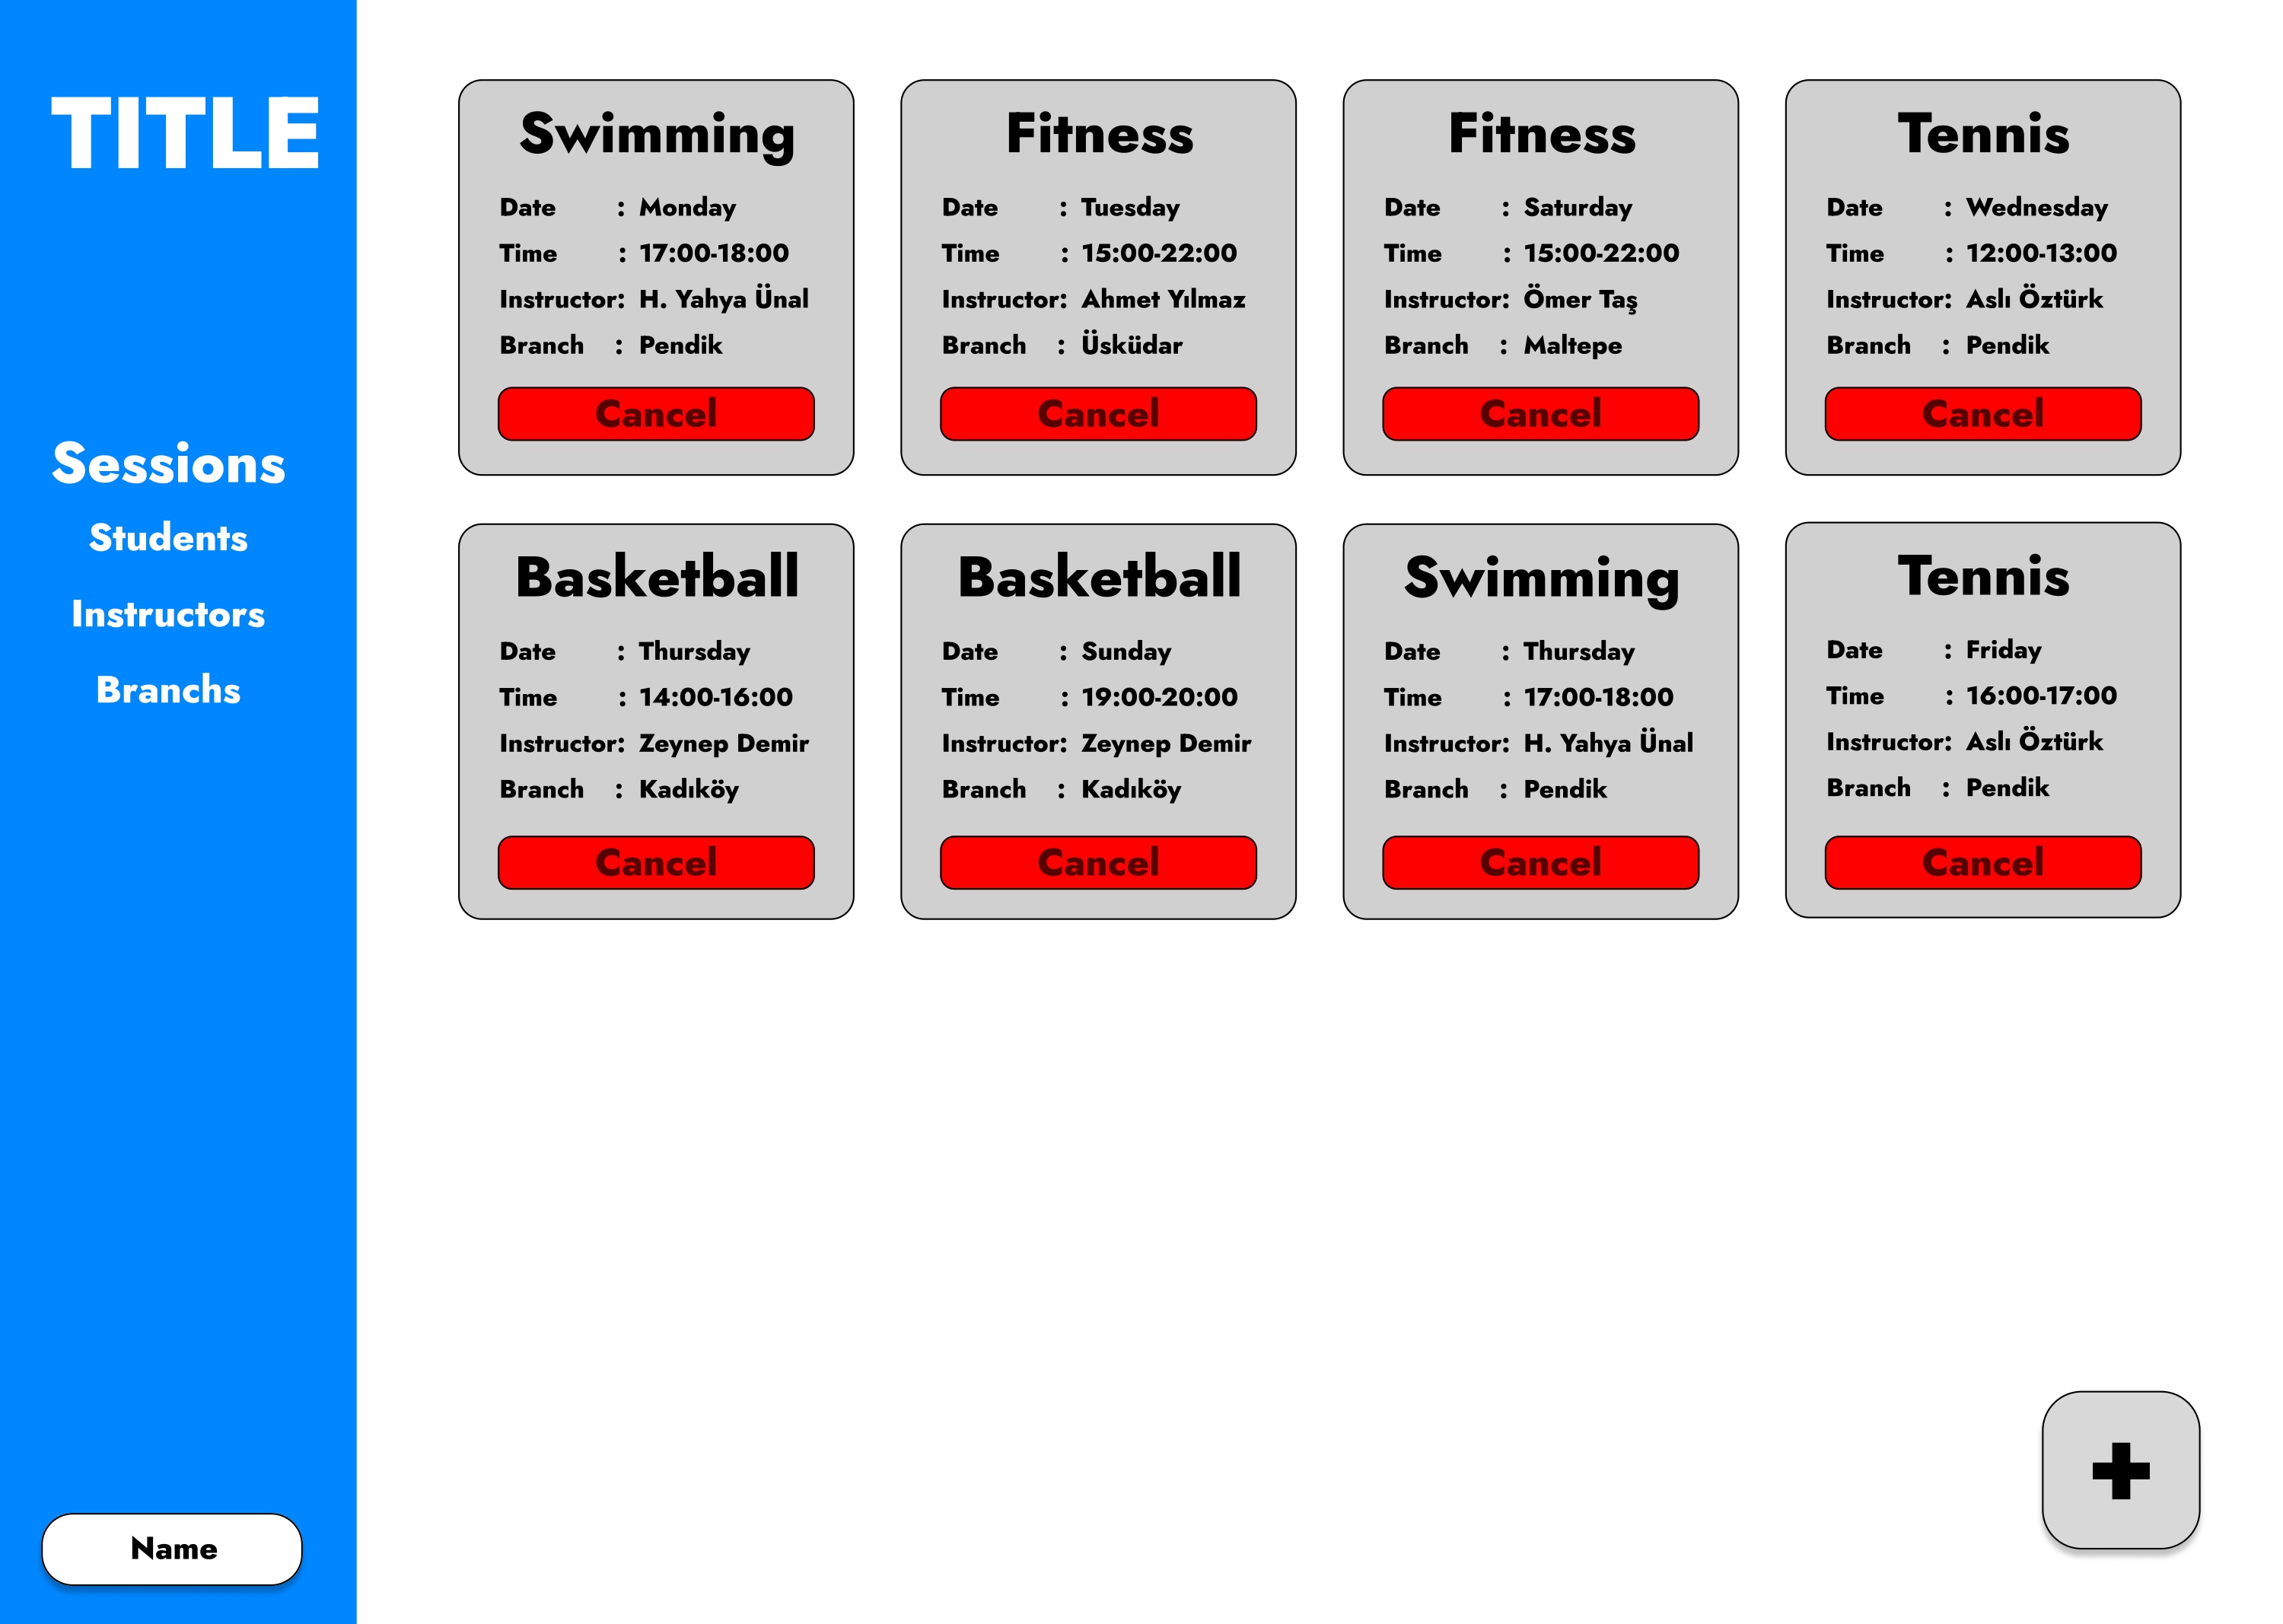 TITLE
Sessions
Students
Instructors
Branchs
Name
Swimming
Date : Monday
Time : 17:00-18:00
Instructor: H. Yahya Ünal
Branch : Pendik
Cancel
Fitness
Date : Tuesday
Time : 15:00-22:00
Instructor: Ahmet Yılmaz
Branch : Üsküdar
Cancel
Fitness
Date : Saturday
Time : 15:00-22:00
Instructor: Ömer Taş
Branch : Maltepe
Cancel
Tennis
Date : Wednesday
Time : 12:00-13:00
Instructor: Aslı Öztürk
Branch : Pendik
Cancel
Basketball
Date : Thursday
Time : 14:00-16:00
Instructor: Zeynep Demir
Branch : Kadıköy
Cancel
Basketball
Date : Sunday
Time : 19:00-20:00
Instructor: Zeynep Demir
Branch : Kadıköy
Cancel
Swimming
Date : Thursday
Time : 17:00-18:00
Instructor: H. Yahya Ünal
Branch : Pendik
Cancel
Tennis
Date : Friday
Time : 16:00-17:00
Instructor: Aslı Öztürk
Branch : Pendik
Cancel
+